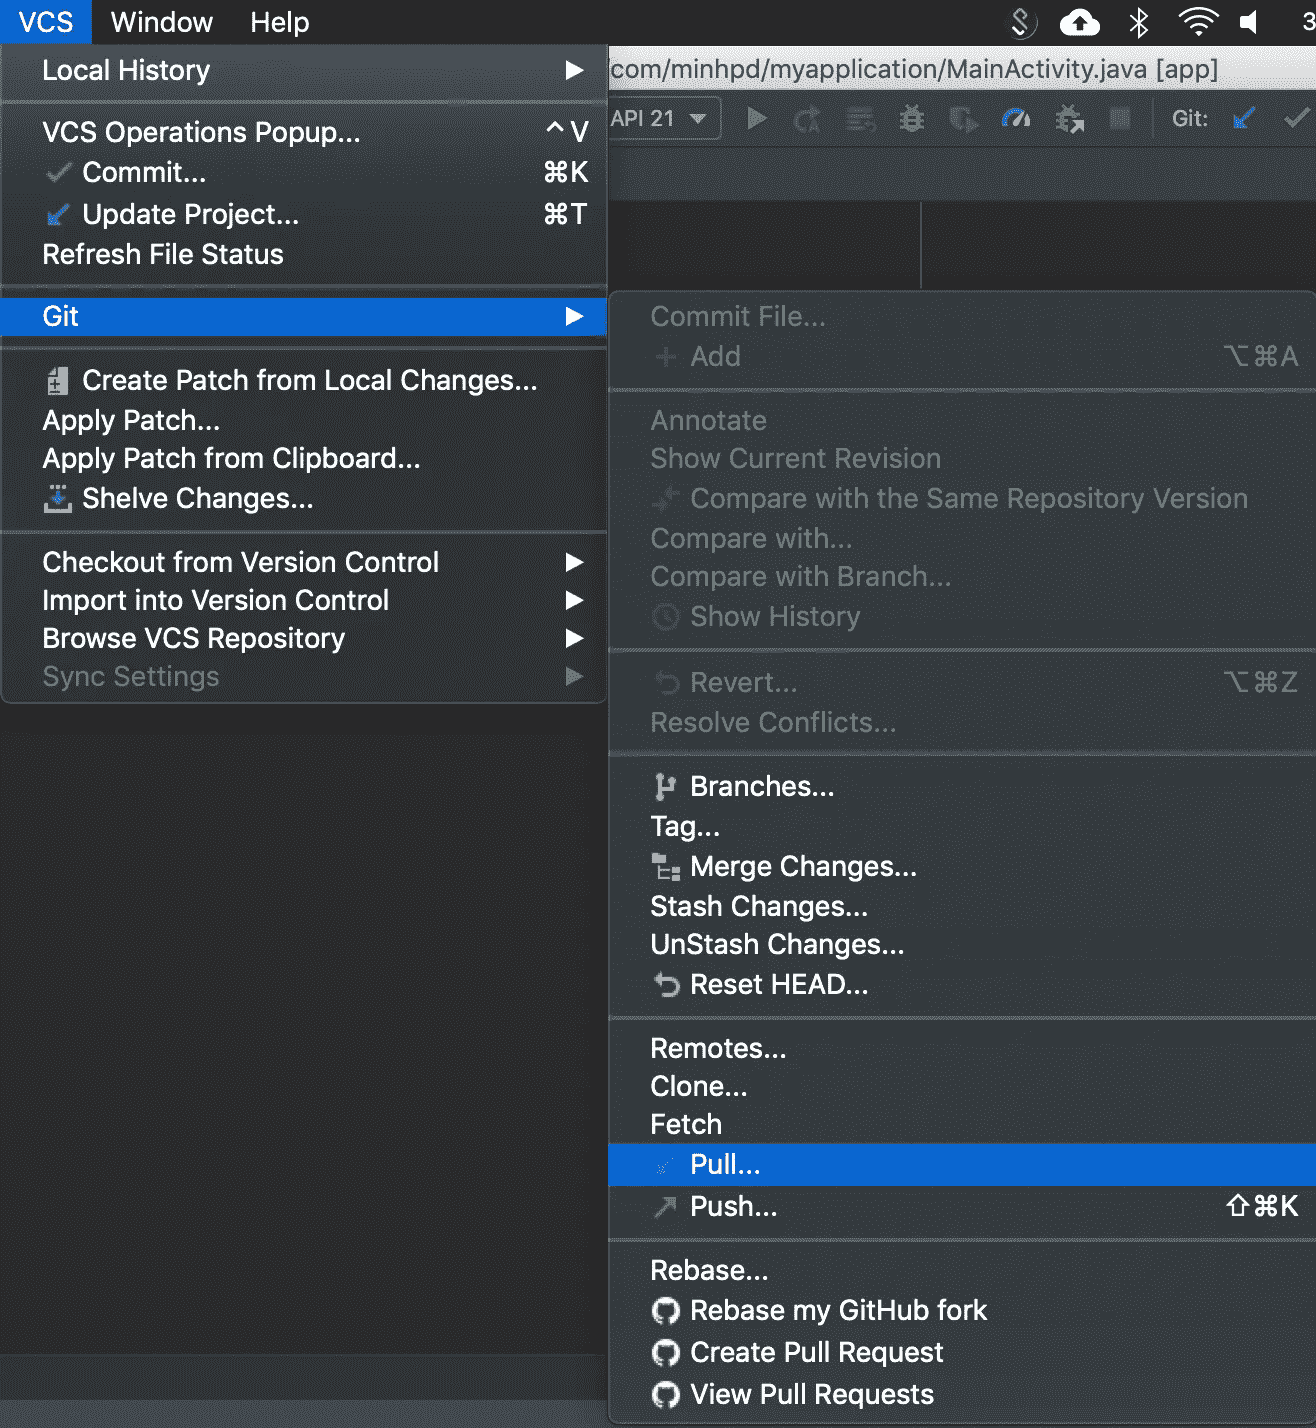 VCS Window Help 3
/com/minhpd/myapplication/MainActivity.java [app]
API 21 Git:
Local History
VCS Operations Popup... ^V
Commit... ⌘K
Update Project... ⌘T
Refresh File Status
Git
Create Patch from Local Changes...
Apply Patch...
Apply Patch from Clipboard...
Shelve Changes...
Checkout from Version Control
Import into Version Control
Browse VCS Repository
Sync Settings
Commit File...
Add ⌥⌘A
Annotate
Show Current Revision
Compare with the Same Repository Version
Compare with...
Compare with Branch...
Show History
Revert... ⌥⌘Z
Resolve Conflicts...
Branches...
Tag...
Merge Changes...
Stash Changes...
UnStash Changes...
Reset HEAD...
Remotes...
Clone...
Fetch
Pull...
Push... ⇧⌘K
Rebase...
Rebase my GitHub fork
Create Pull Request
View Pull Requests